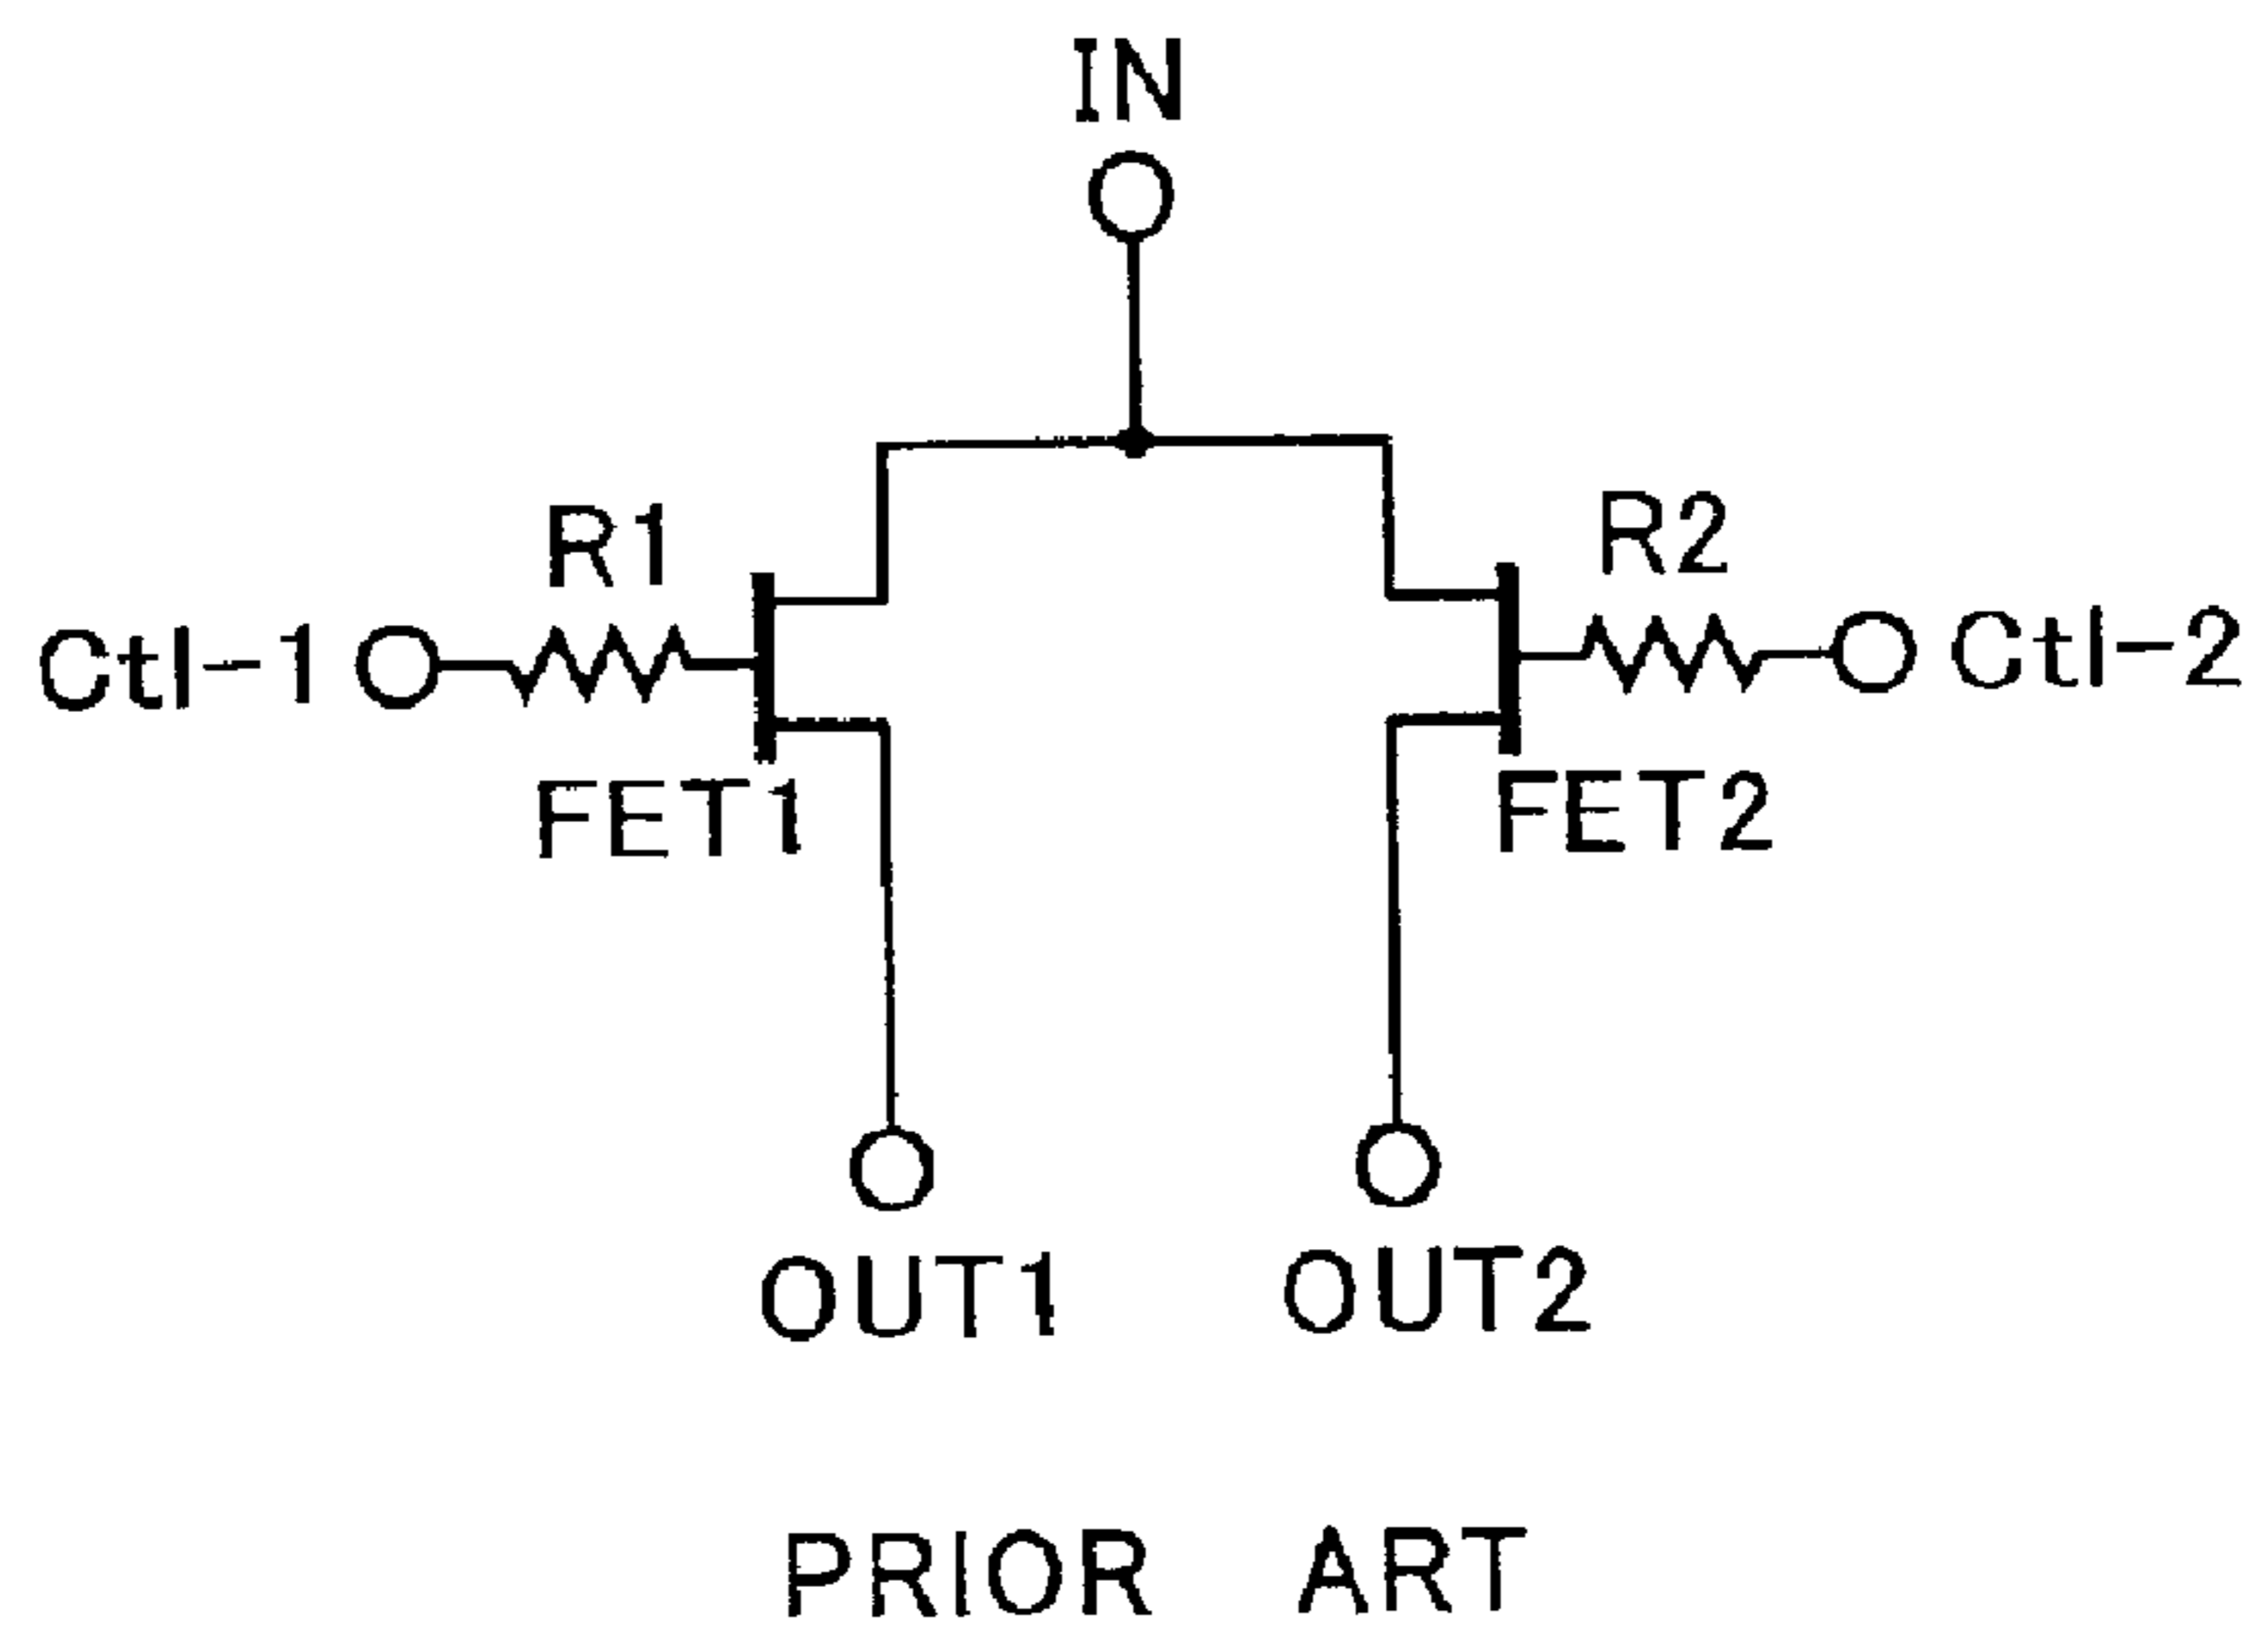 IN
R1
R2
Ctl-1
Ctl-2
FET1
FET2
OUT1
OUT2
PRIOR ART